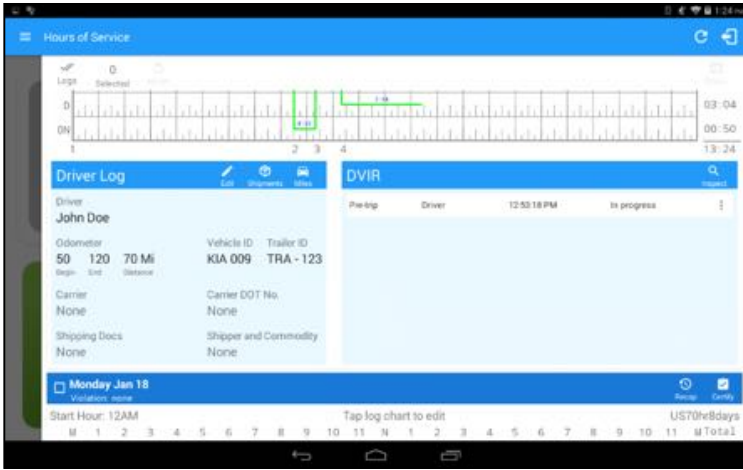 1:24 PM
Hours of Service
Logs
0
Selected
D
03:04
ON
00:50
1 2 3 4
13:24
Driver Log
Edit Shipments Miles
DVIR
Inspect
Driver
John Doe
Pre-trip Driver 12:53:18 PM In progress
Odometer Vehicle ID Trailer ID
50 120 70 Mi KIA 009 TRA - 123
Begin End Distance
Carrier Carrier DOT No.
None None
Shipping Docs Shipper and Commodity
None None
Monday Jan 18
Violation: none
Recap Certify
Start Hour: 12AM Tap log chart to edit US70hr8days
M 1 2 3 4 5 6 7 8 9 10 11 N 1 2 3 4 5 6 7 8 9 10 11 M Total